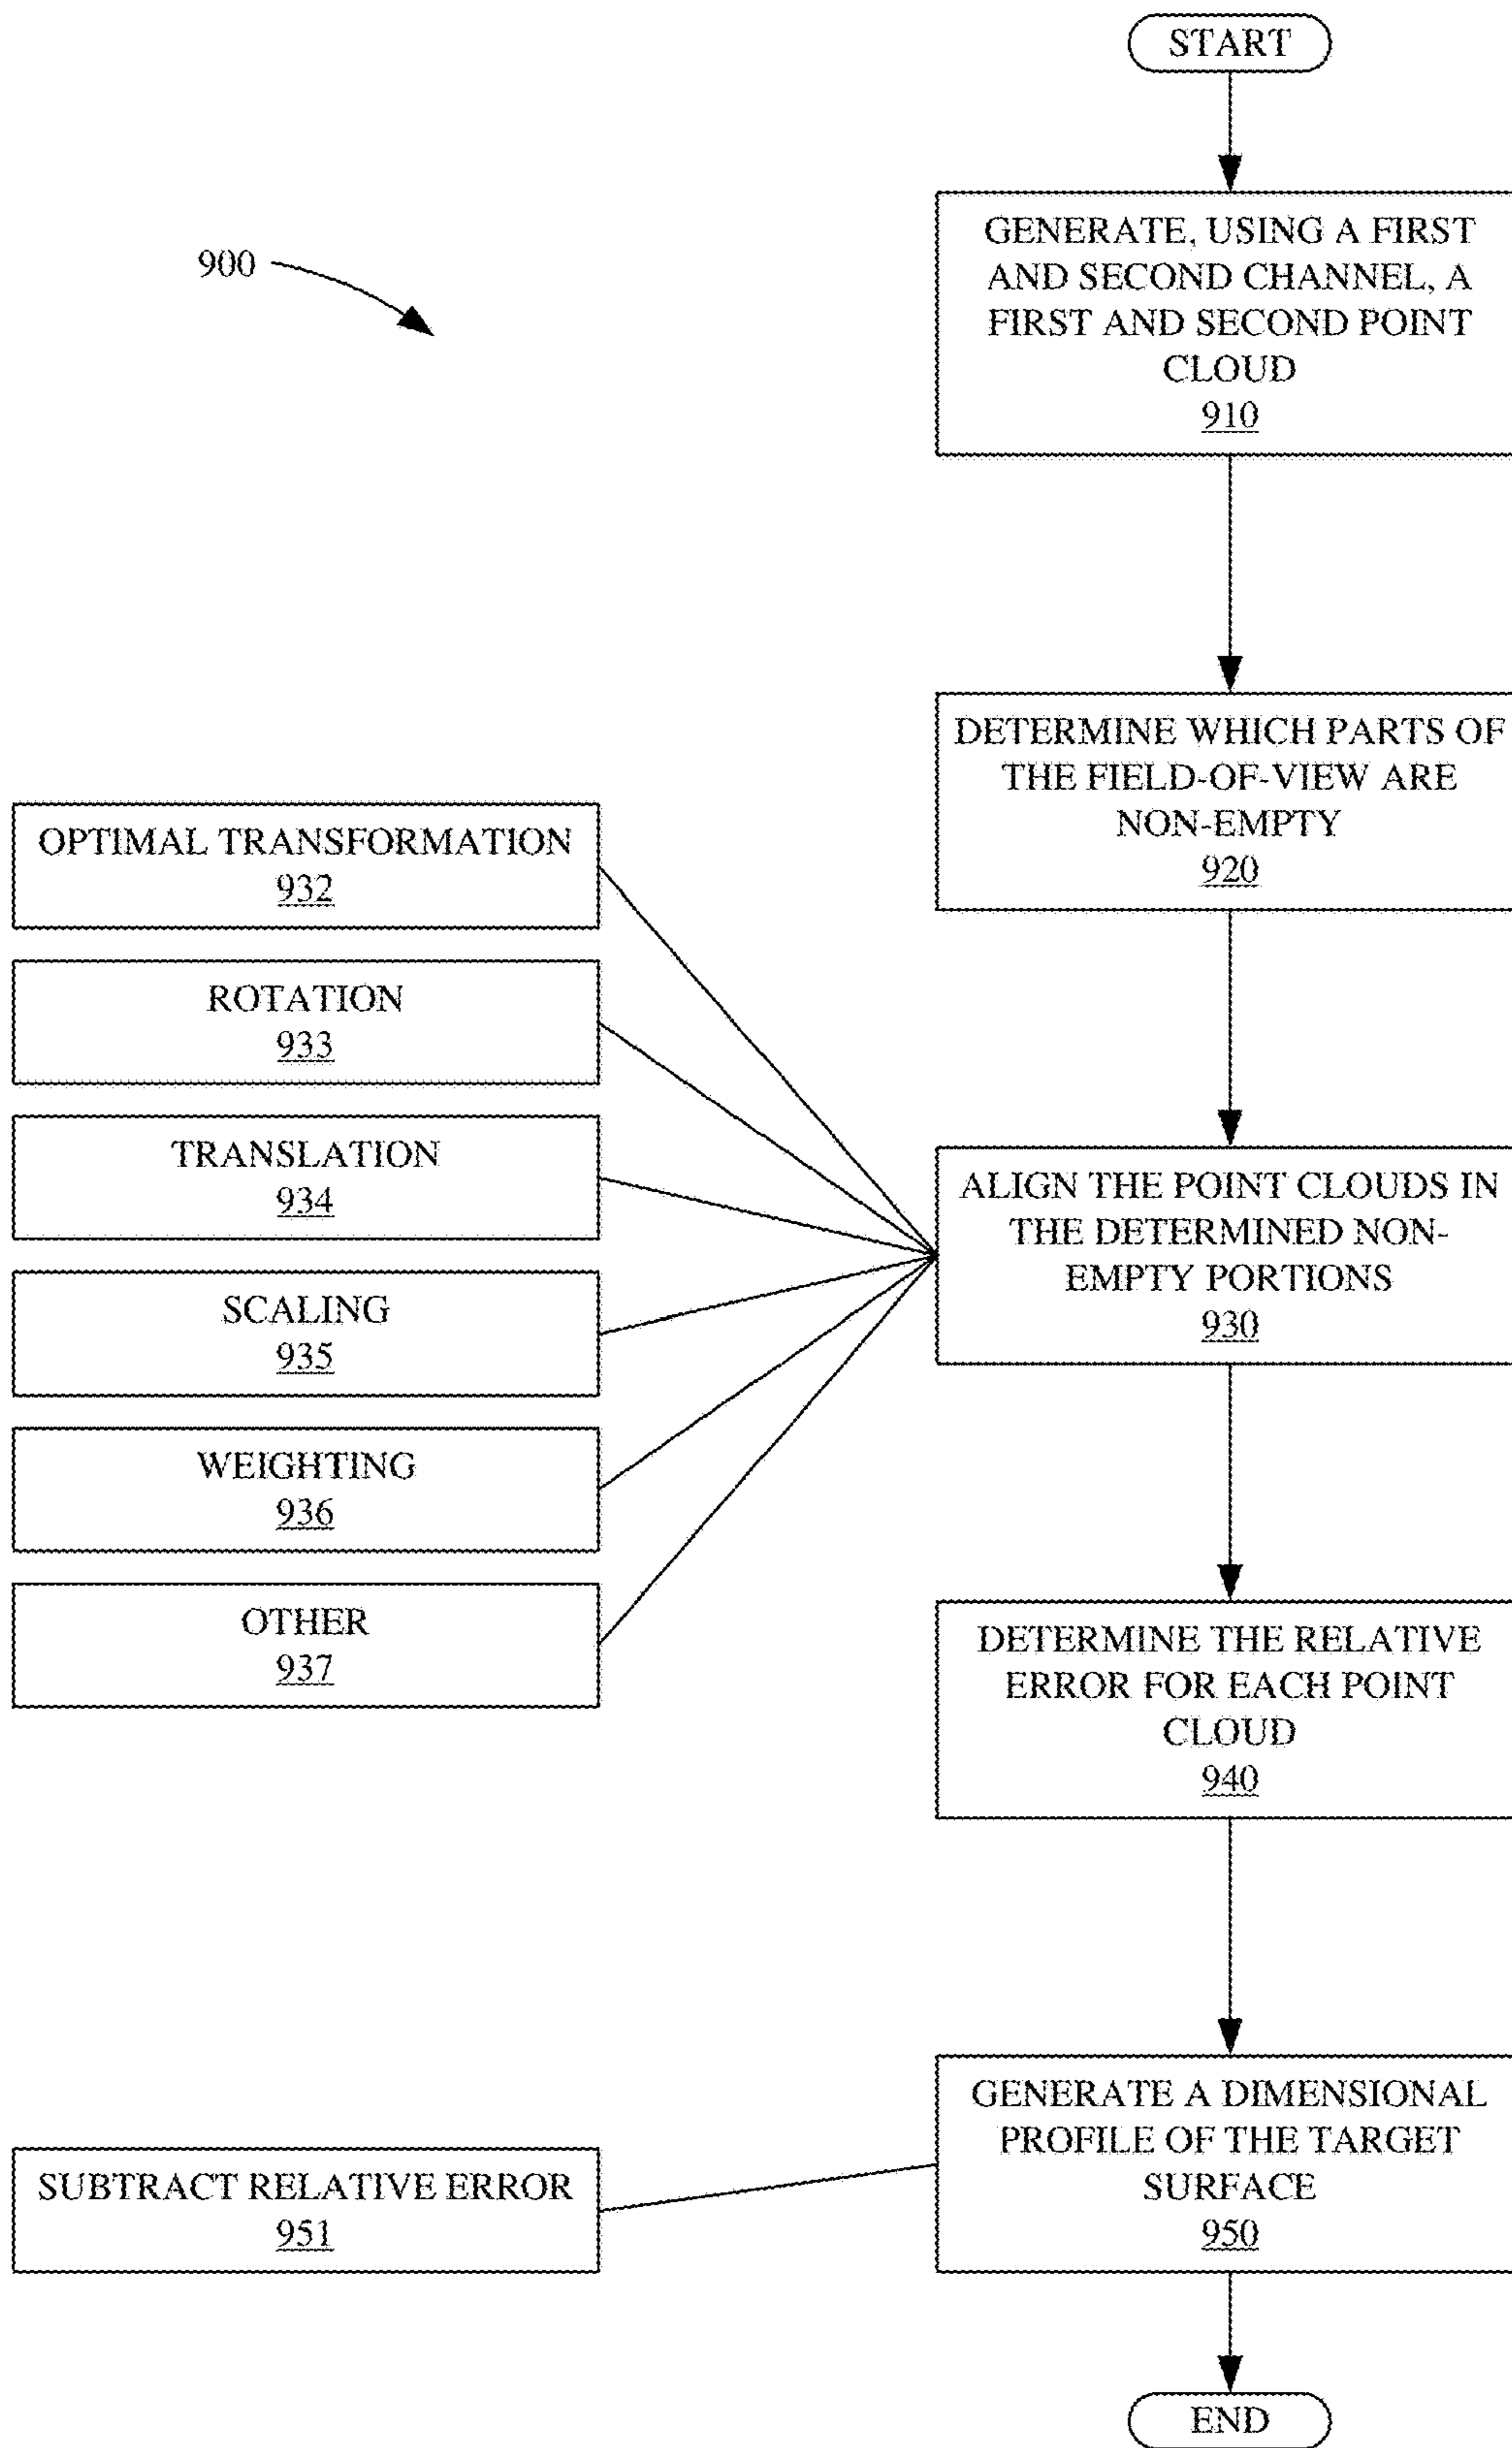 START
900
GENERATE, USING A FIRST
AND SECOND CHANNEL, A
FIRST AND SECOND POINT
CLOUD
910
DETERMINE WHICH PARTS OF
THE FIELD-OF-VIEW ARE
NON-EMPTY
920
OPTIMAL TRANSFORMATION
932
ROTATION
933
TRANSLATION
934
SCALING
935
WEIGHTING
936
OTHER
937
ALIGN THE POINT CLOUDS IN
THE DETERMINED NON-
EMPTY PORTIONS
930
DETERMINE THE RELATIVE
ERROR FOR EACH POINT
CLOUD
940
GENERATE A DIMENSIONAL
PROFILE OF THE TARGET
SURFACE
950
SUBTRACT RELATIVE ERROR
951
END